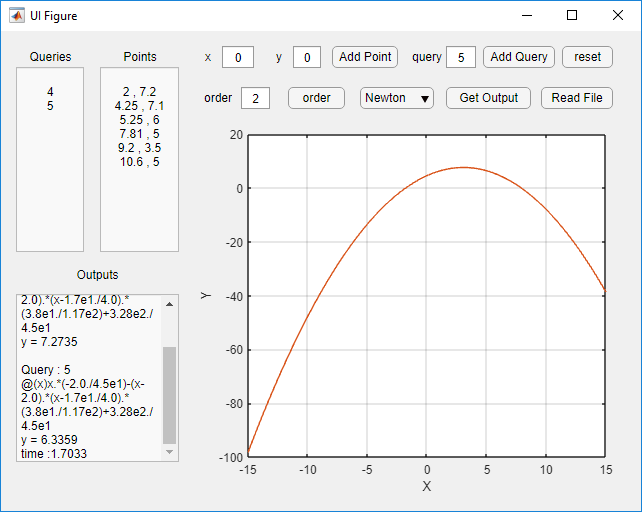 UI Figure
Queries
Points
x 0 y 0 Add Point query 5 Add Query reset
4
5
2 , 7.2
4.25 , 7.1
5.25 , 6
7.81 , 5
9.2 , 3.5
10.6 , 5
order 2 order Newton Get Output Read File
Outputs
2.0).*(x-1.7e1./4.0).*
(3.8e1./1.17e2)+3.28e2./
4.5e1
y = 7.2735
Query : 5
@(x)x.*(-2.0./4.5e1)-(x-
2.0).*(x-1.7e1./4.0).*
(3.8e1./1.17e2)+3.28e2./
4.5e1
y = 6.3359
time :1.7033
20
0
-20
-40
-60
-80
-100
Y
-15 -10 -5 0 5 10 15
X